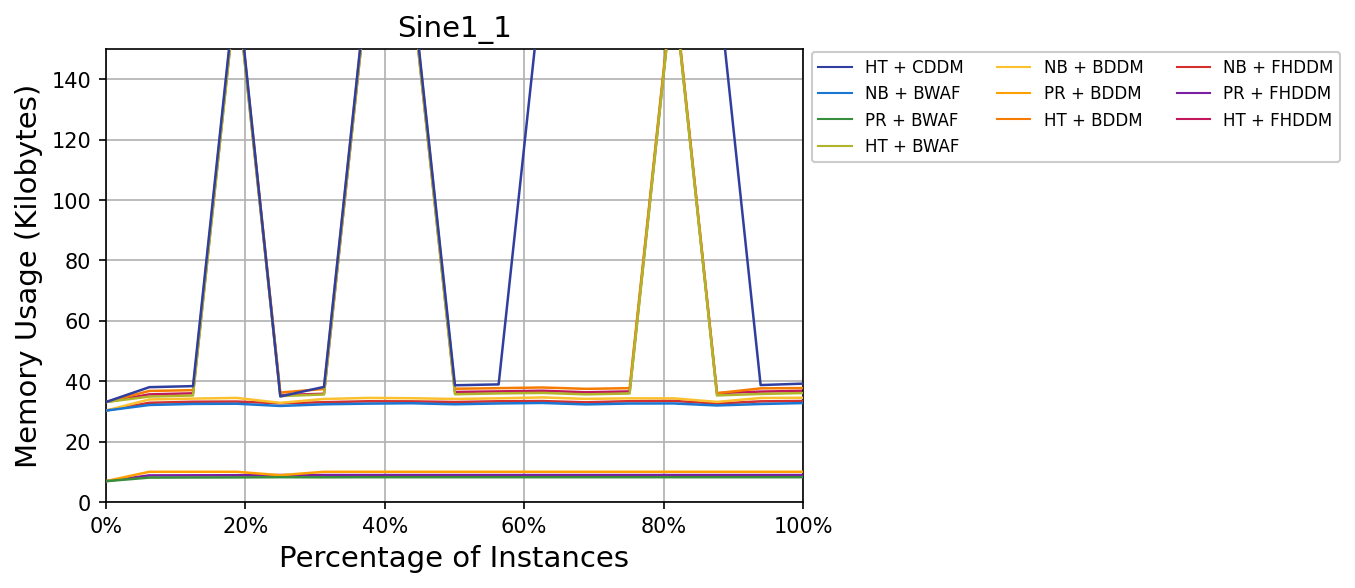 Sine1_1
Memory Usage (Kilobytes)
140
120
100
80
60
40
20
0
0% 20% 40% 60% 80% 100%
Percentage of Instances
HT + CDDM NB + BDDM NB + FHDDM
NB + BWAF PR + BDDM PR + FHDDM
PR + BWAF HT + BDDM HT + FHDDM
HT + BWAF